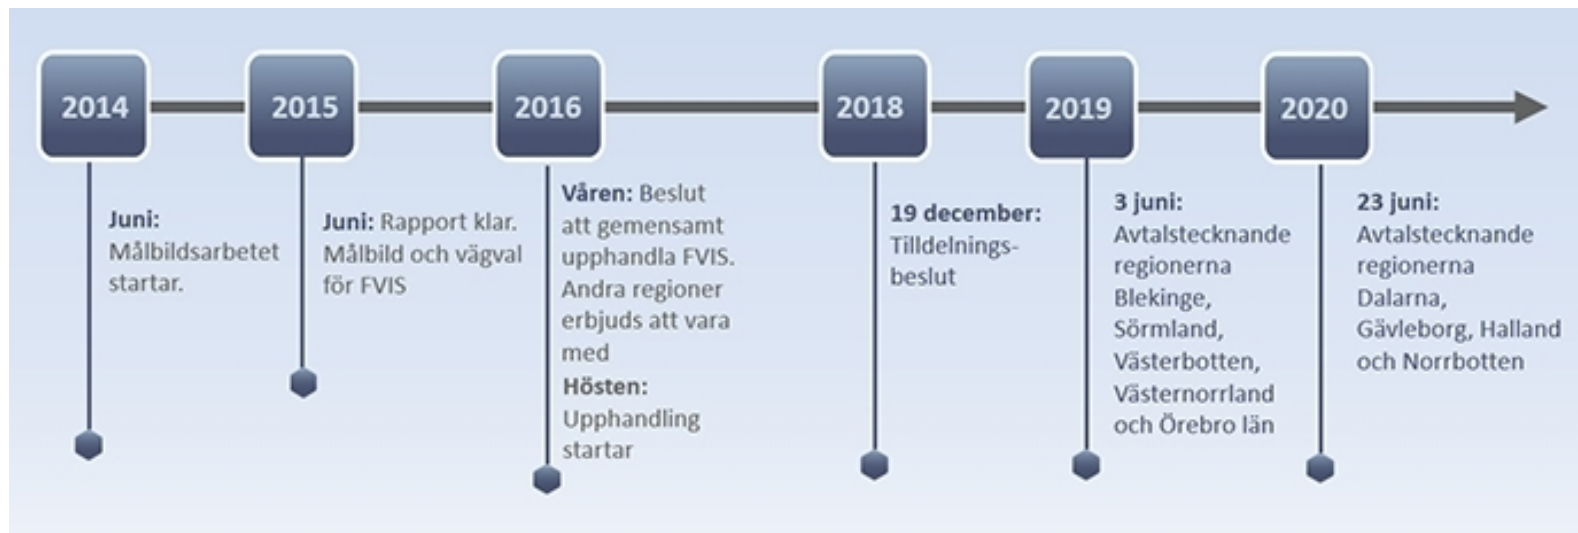 2014
2015
2016
2018
2019
2020
Juni:
Målbildsarbetet
startar.
Juni: Rapport klar.
Målbild och vägval
för FVIS
Våren: Beslut
att gemensamt
upphandla FVIS.
Andra regioner
erbjuds att vara
med
Hösten:
Upphandling
startar
19 december:
Tilldelnings-
beslut
3 juni:
Avtalstecknande
regionerna
Blekinge,
Sörmland,
Västerbotten,
Västernorrland
och Örebro län
23 juni:
Avtalstecknande
regionerna
Dalarna,
Gävleborg, Halland
och Norrbotten